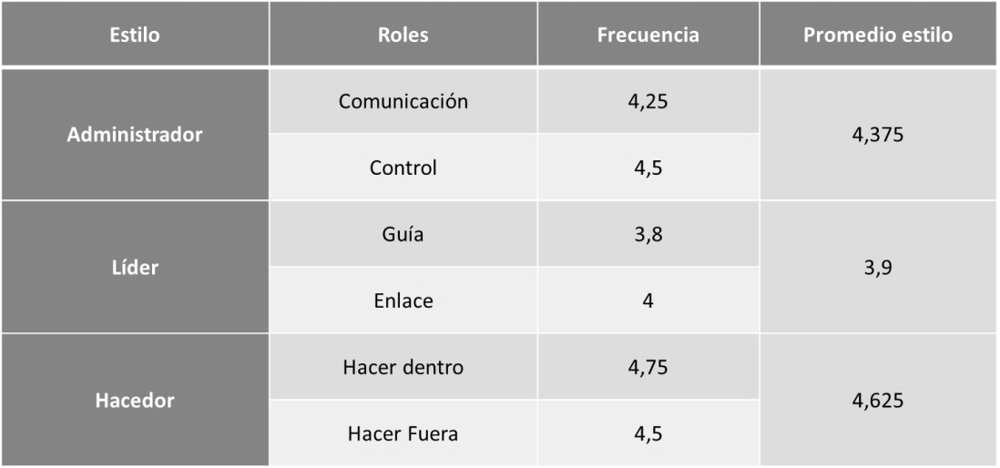 Estilo Roles Frecuencia Promedio estilo
Administrador
Comunicación 4,25
4,375
Control 4,5
Líder
Guía 3,8
3,9
Enlace 4
Hacedor
Hacer dentro 4,75
4,625
Hacer Fuera 4,5